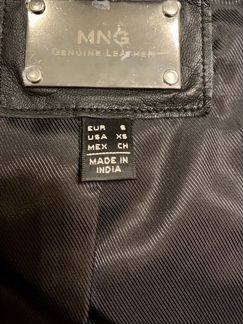 MNG
GENUINE LEATHER
EUR S
USA XS
MEX CH
MADE IN
INDIA